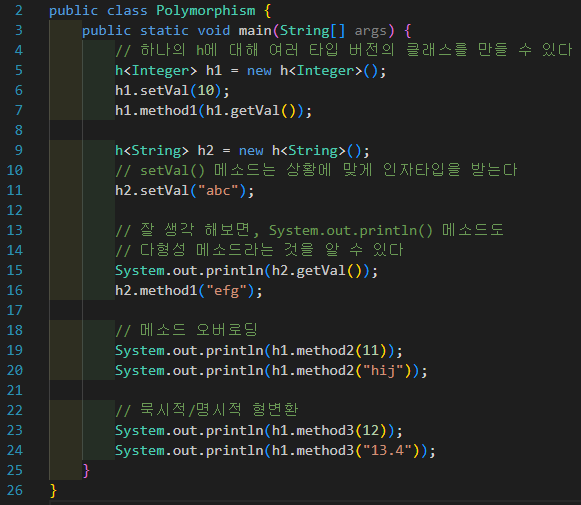 2 public class Polymorphism {
3 public static void main(String[] args) {
4 // 하나의 h에 대해 여러 타입 버전의 클래스를 만들 수 있다
5 h<Integer> h1 = new h<Integer>();
6 h1.setVal(10);
7 h1.method1(h1.getVal());
8
9 h<String> h2 = new h<String>();
10 // setVal() 메소드는 상황에 맞게 인자타입을 받는다
11 h2.setVal("abc");
12
13 // 잘 생각 해보면, System.out.println() 메소드도
14 // 다형성 메소드라는 것을 알 수 있다
15 System.out.println(h2.getVal());
16 h2.method1("efg");
17
18 // 메소드 오버로딩
19 System.out.println(h1.method2(11));
20 System.out.println(h1.method2("hij"));
21
22 // 묵시적/명시적 형변환
23 System.out.println(h1.method3(12));
24 System.out.println(h1.method3("13.4"));
25 }
26 }